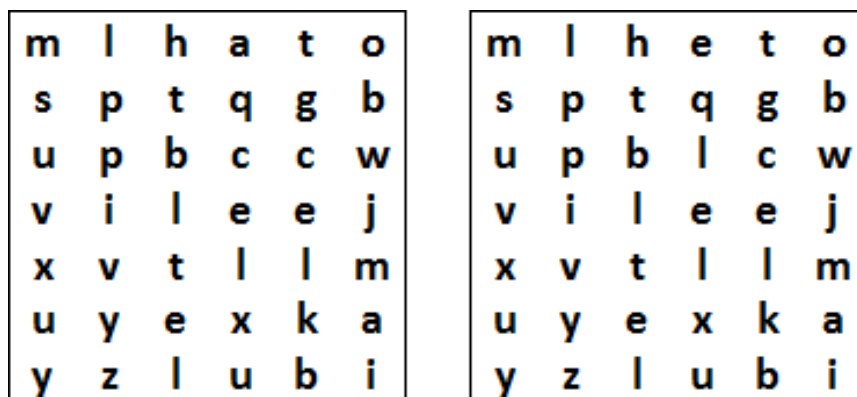 m l h a t o
s p t q g b
u p b c c w
v i l e e j
x v t l l m
u y e x k a
y z l u b i
m l h e t o
s p t q g b
u p b l c w
v i l e e j
x v t l l m
u y e x k a
y z l u b i